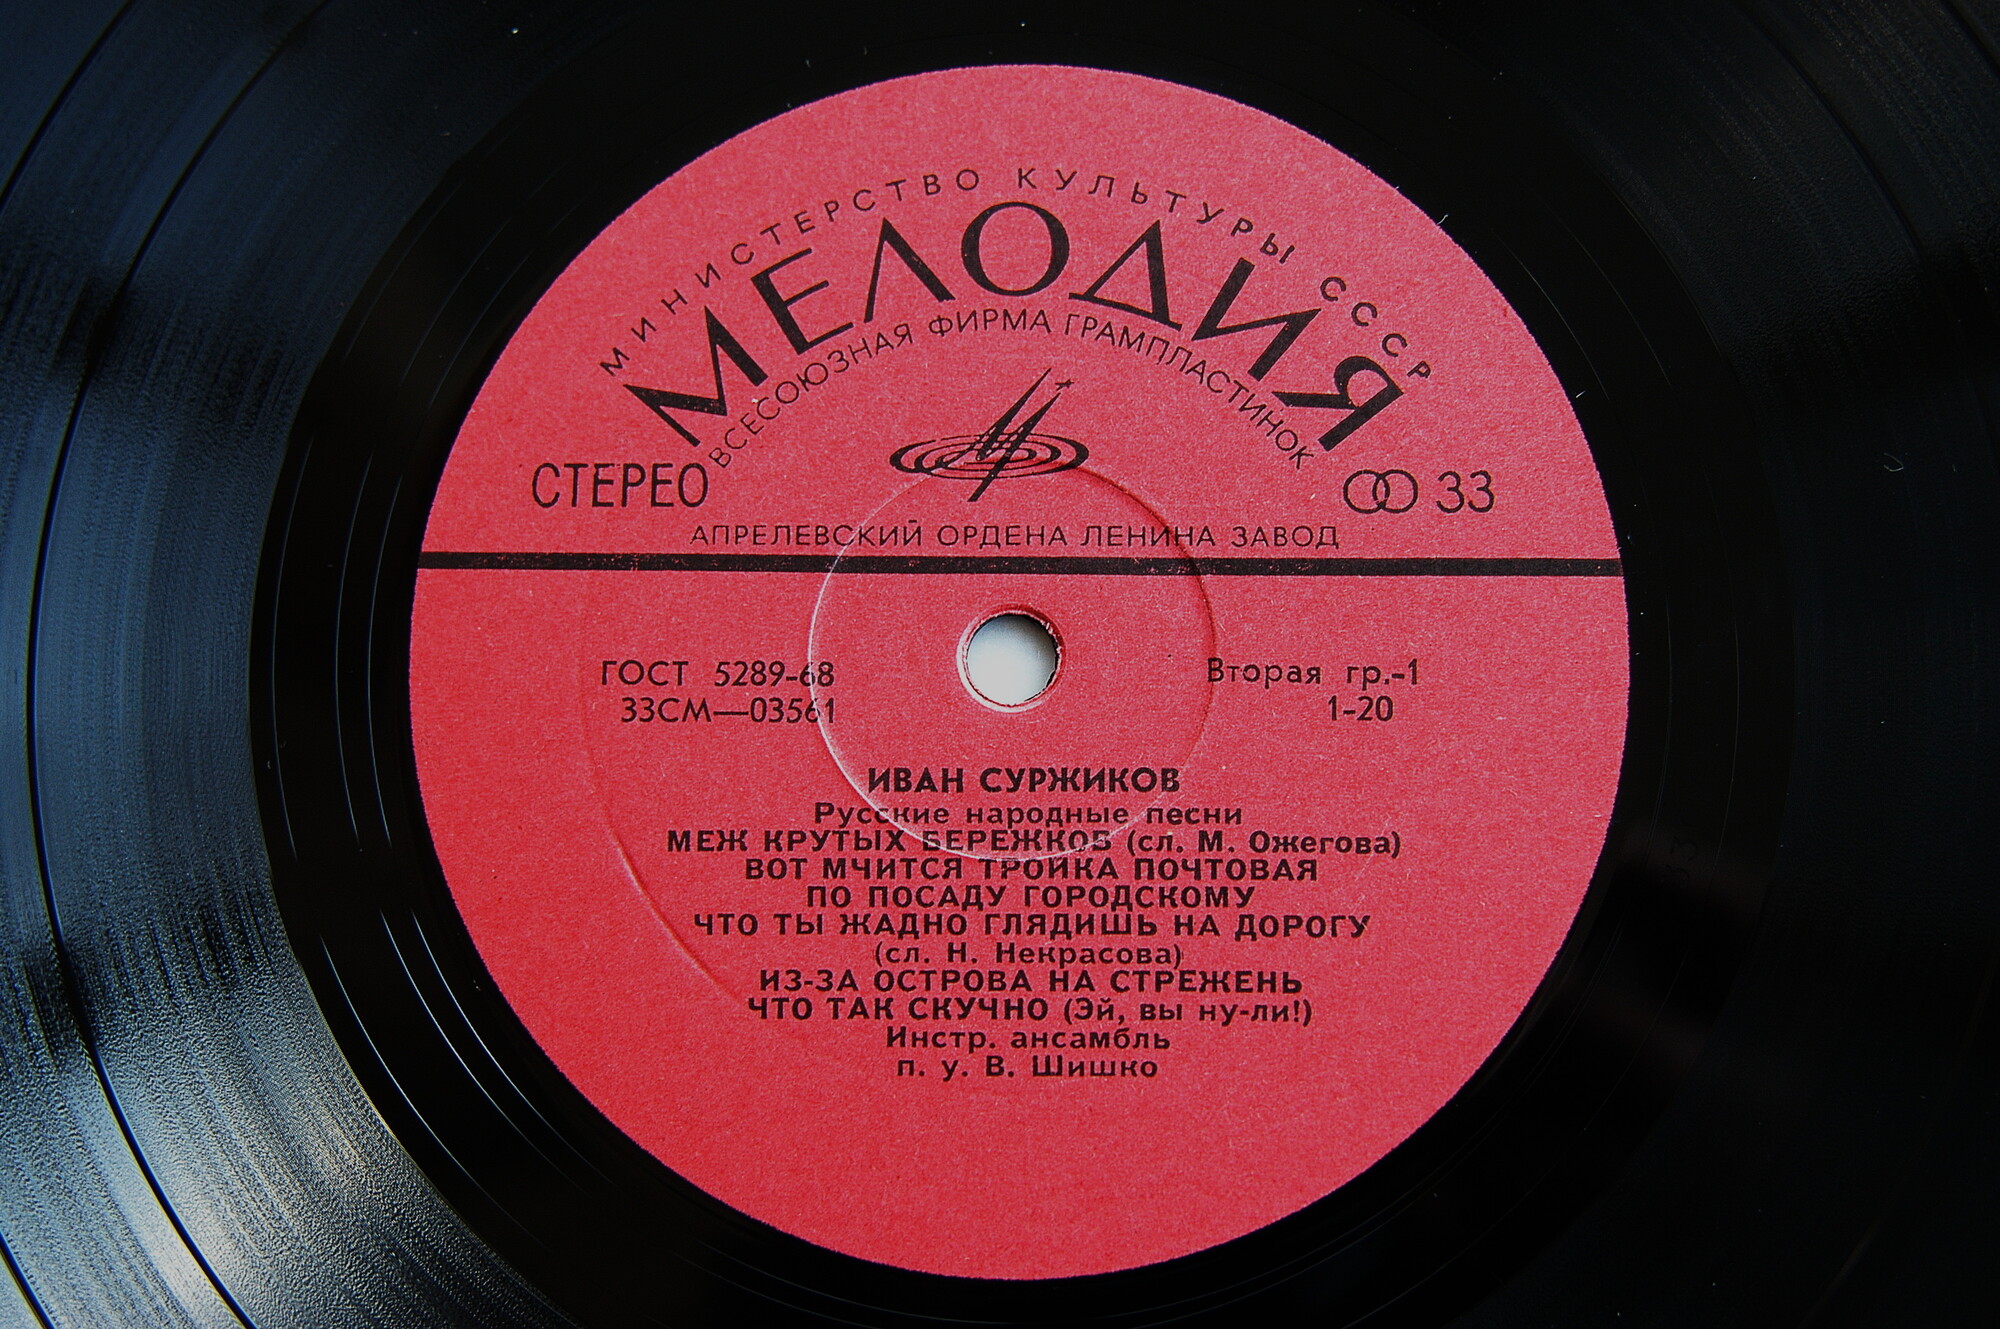 МИНИСТЕРСТВО КУЛЬТУРЫ СССР
МЕЛОДИЯ
ВСЕСОЮЗНАЯ ФИРМА ГРАМПЛАСТИНОК
СТЕРЕО
33
АПРЕЛЕВСКИЙ ОРДЕНА ЛЕНИНА ЗАВОД
ГОСТ 5289-68
33СМ—03561
Вторая гр.-1
1-20
ИВАН СУРЖИКОВ
Русские народные песни
МЕЖ КРУТЫХ БЕРЕЖКОВ (сл. М. Ожегова)
ВОТ МЧИТСЯ ТРОЙКА ПОЧТОВАЯ
ПО ПОСАДУ ГОРОДСКОМУ
ЧТО ТЫ ЖАДНО ГЛЯДИШЬ НА ДОРОГУ
(сл. Н. Некрасова)
ИЗ-ЗА ОСТРОВА НА СТРЕЖЕНЬ
ЧТО ТАК СКУЧНО (Эй, вы ну-ли!)
Инстр. ансамбль
п. у. В. Шишко